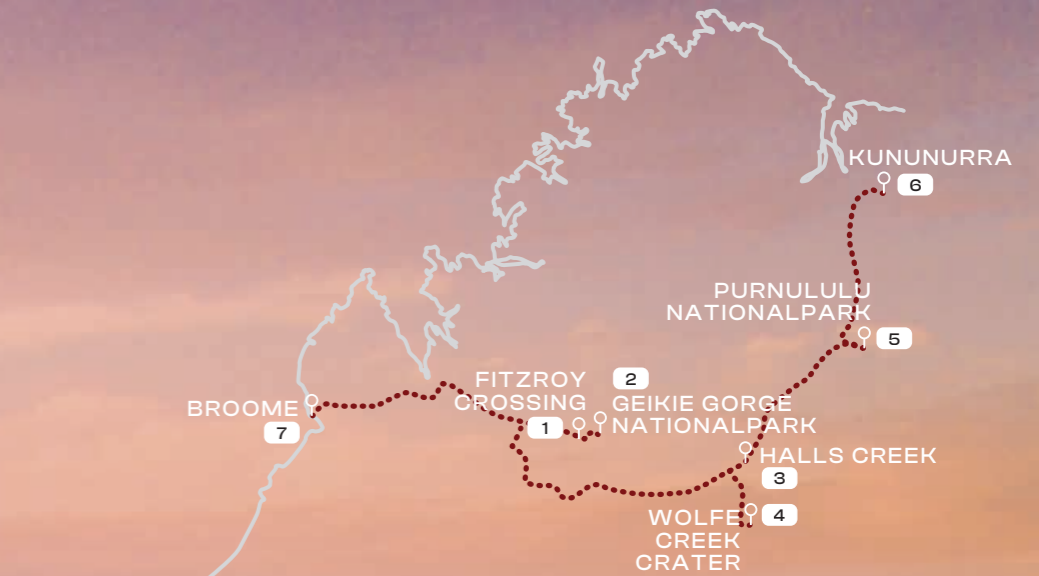 KUNUNURRA
6
PURNULULU
NATIONALPARK
5
FITZROY
CROSSING
1
2
GEIKIE GORGE
NATIONALPARK
BROOME
7
HALLS CREEK
3
WOLFE
CREEK
CRATER
4